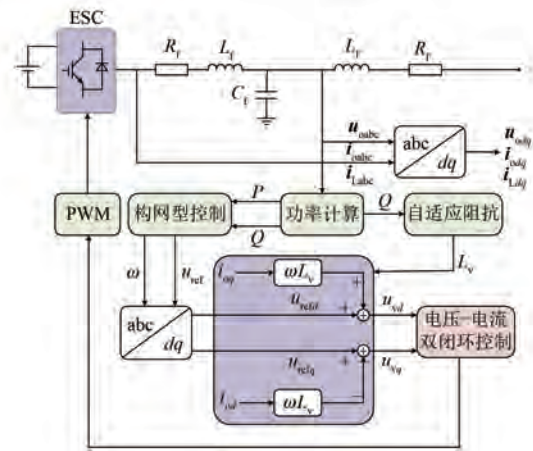 ESC
R_f
L_f
L_r
R_r
C_f
u_oabc
i_oabc
i_Labc
abc
dq
u_odq
i_odq
i_Ldq
PWM
构网型控制
P
Q
功率计算
Q
自适应阻抗
ω
u_ref
i_oq
ωL_v
+
L_v
abc
dq
u_refd
+
u_vd
电压-电流
双闭环控制
u_refq
+
u_vq
−
i_od
ωL_v